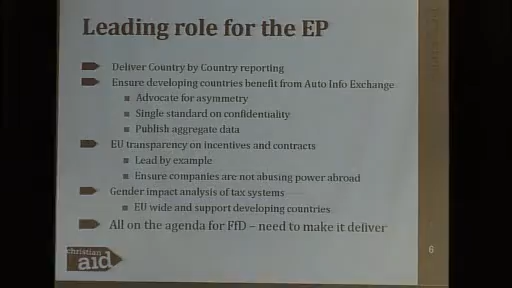 Leading role for the EP
Deliver Country by Country reporting
Ensure developing countries benefit from Auto Info Exchange
Advocate for asymmetry
Single standard on confidentiality
Publish aggregate data
EU transparency on incentives and contracts
Lead by example
Ensure companies are not abusing power abroad
Gender impact analysis of tax systems
EU wide and support developing countries
All on the agenda for FfD – need to make it deliver
christian
aid
6